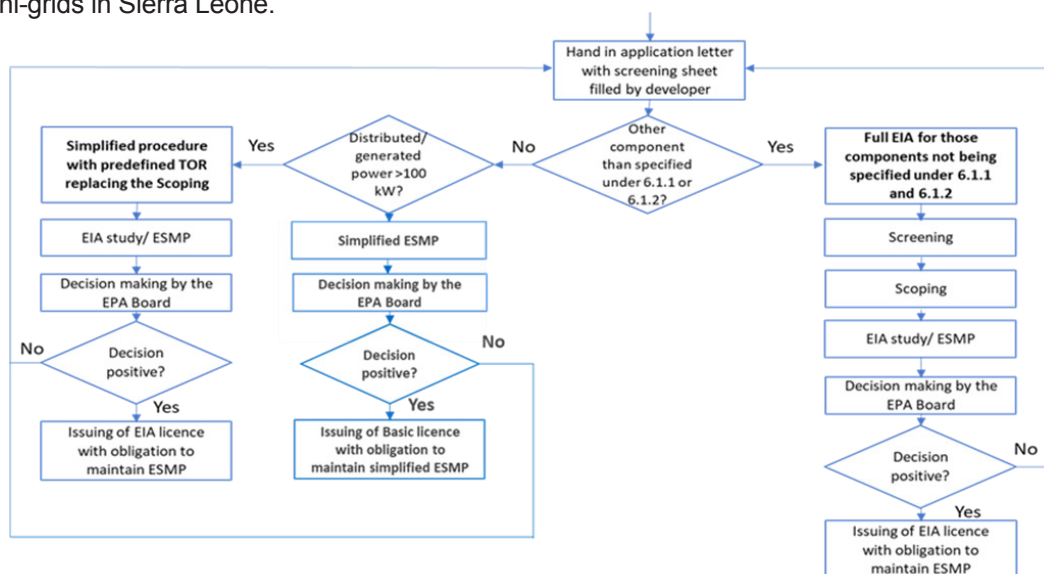 ni-grids in Sierra Leone.
Hand in application letter
with screening sheet
filled by developer
Other
component
than specified
under 6.1.1 or
6.1.2?
No
Yes
Distributed/
generated
power >100
kW?
Yes
Simplified procedure
with predefined TOR
replacing the Scoping
EIA study/ ESMP
Decision making by the
EPA Board
Decision
positive?
No
Yes
Issuing of EIA licence
with obligation to
maintain ESMP
Simplified ESMP
Decision making by the
EPA Board
Decision
positive?
No
Yes
Issuing of Basic licence
with obligation to
maintain simplified ESMP
Full EIA for those
components not being
specified under 6.1.1
and 6.1.2
Screening
Scoping
EIA study/ ESMP
Decision making by the
EPA Board
Decision
positive?
No
Yes
Issuing of EIA licence
with obligation to
maintain ESMP